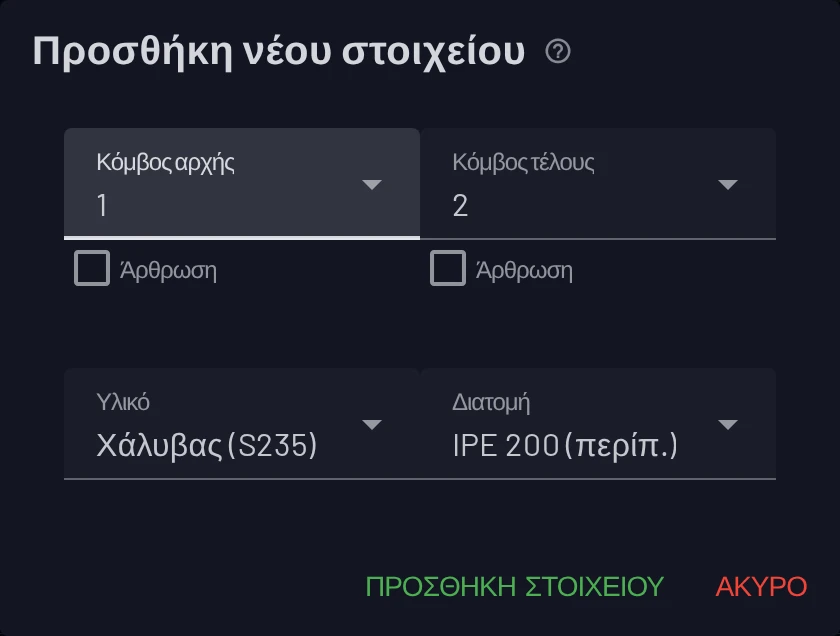 Προσθήκη νέου στοιχείου
Κόμβος αρχής
1
Κόμβος τέλους
2
Άρθρωση
Άρθρωση
Υλικό
Χάλυβας (S235)
Διατομή
IPE 200 (περίπ.)
ΠΡΟΣΘΗΚΗ ΣΤΟΙΧΕΙΟΥ
ΑΚΥΡΟ